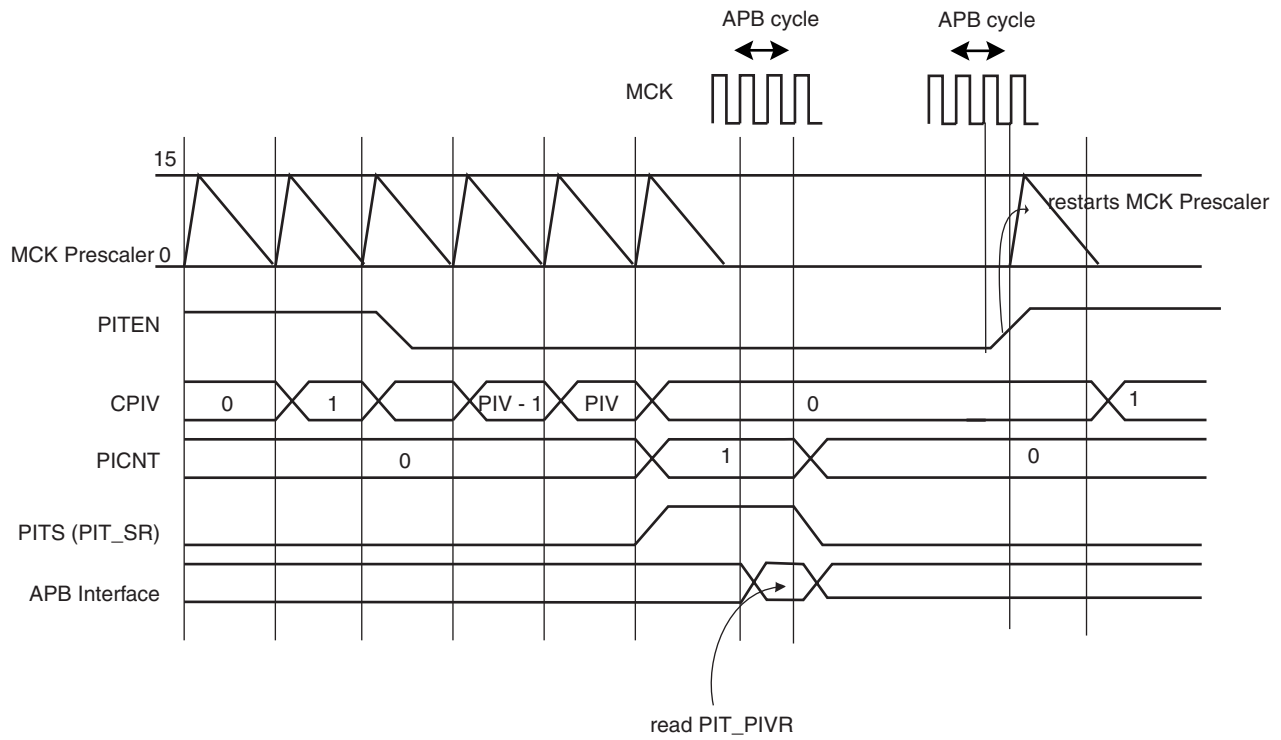 APB cycle
APB cycle
MCK
15
restarts MCK Prescaler
MCK Prescaler 0
PITEN
CPIV 0 1 PIV - 1 PIV 0 1
PICNT 0 1 0
PITS (PIT_SR)
APB Interface
read PIT_PIVR